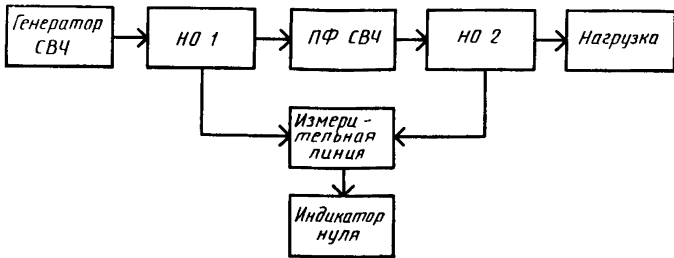 Генератор
СВЧ
НО 1
ПФ СВЧ
НО 2
Нагрузка
Измери-
тельная
линия
Индикатор
нуля